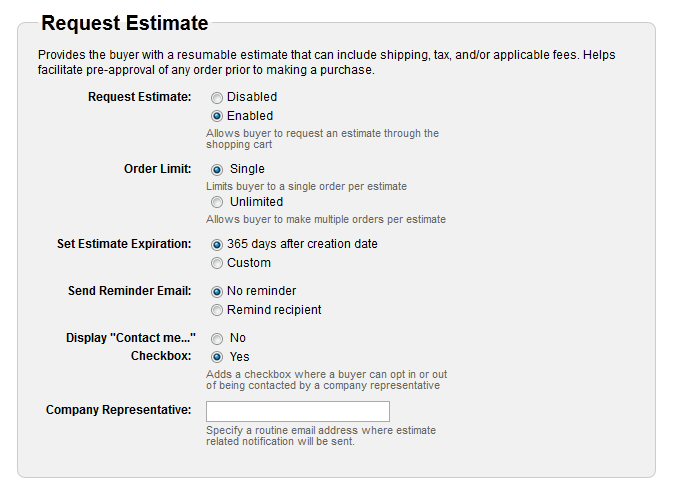 Request Estimate
Provides the buyer with a resumable estimate that can include shipping, tax, and/or applicable fees. Helps
facilitate pre-approval of any order prior to making a purchase.
Request Estimate: Disabled
Enabled
Allows buyer to request an estimate through the
shopping cart
Order Limit: Single
Limits buyer to a single order per estimate
Unlimited
Allows buyer to make multiple orders per estimate
Set Estimate Expiration: 365 days after creation date
Custom
Send Reminder Email: No reminder
Remind recipient
Display "Contact me..." No
Checkbox: Yes
Adds a checkbox where a buyer can opt in or out
of being contacted by a company representative
Company Representative:
Specify a routine email address where estimate
related notification will be sent.